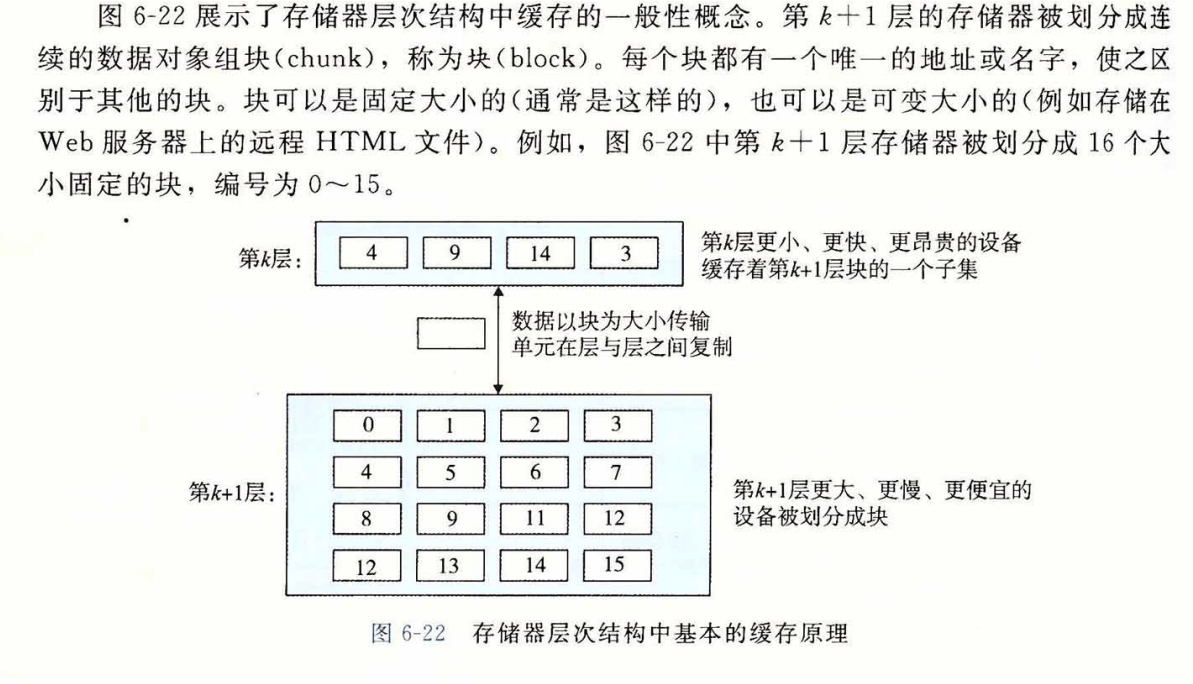 图 6-22 展示了存储器层次结构中缓存的一般性概念。第 k+1 层的存储器被划分成连
续的数据对象组块(chunk)，称为块(block)。每个块都有一个唯一的地址或名字，使之区
别于其他的块。块可以是固定大小的(通常是这样的)，也可以是可变大小的(例如存储在
Web 服务器上的远程 HTML 文件)。例如，图 6-22 中第 k+1 层存储器被划分成 16 个大
小固定的块，编号为 0～15。
第k层：
4 9 14 3
第k层更小、更快、更昂贵的设备
缓存着第k+1层块的一个子集
数据以块为大小传输
单元在层与层之间复制
0 1 2 3
4 5 6 7
第k+1层：
8 9 11 12
12 13 14 15
第k+1层更大、更慢、更便宜的
设备被划分成块
图 6-22 存储器层次结构中基本的缓存原理